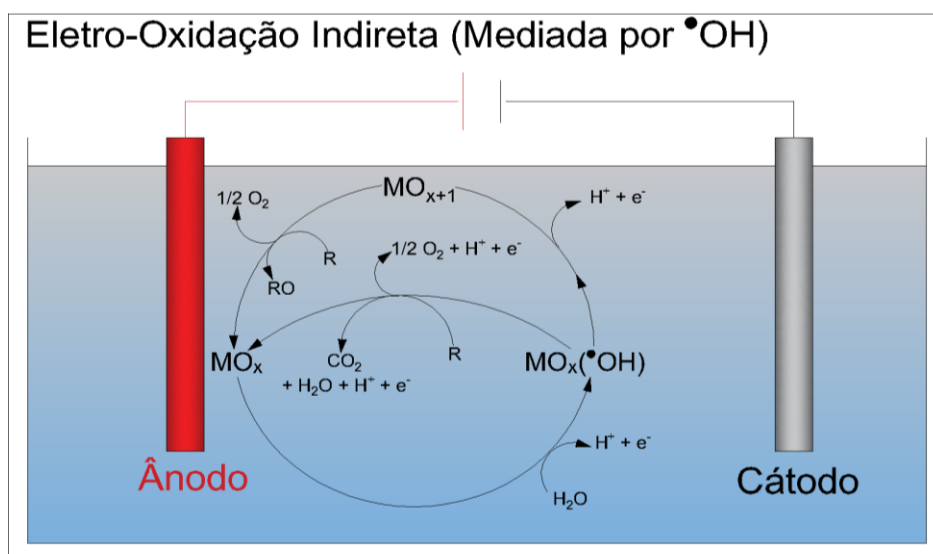 Eletro-Oxidação Indireta (Mediada por •OH)
MOₓ₊₁
1/2 O₂
H⁺ + e⁻
R
1/2 O₂ + H⁺ + e⁻
RO
MOₓ
CO₂
R
MOₓ(•OH)
+ H₂O + H⁺ + e⁻
H⁺ + e⁻
H₂O
Ânodo
Cátodo